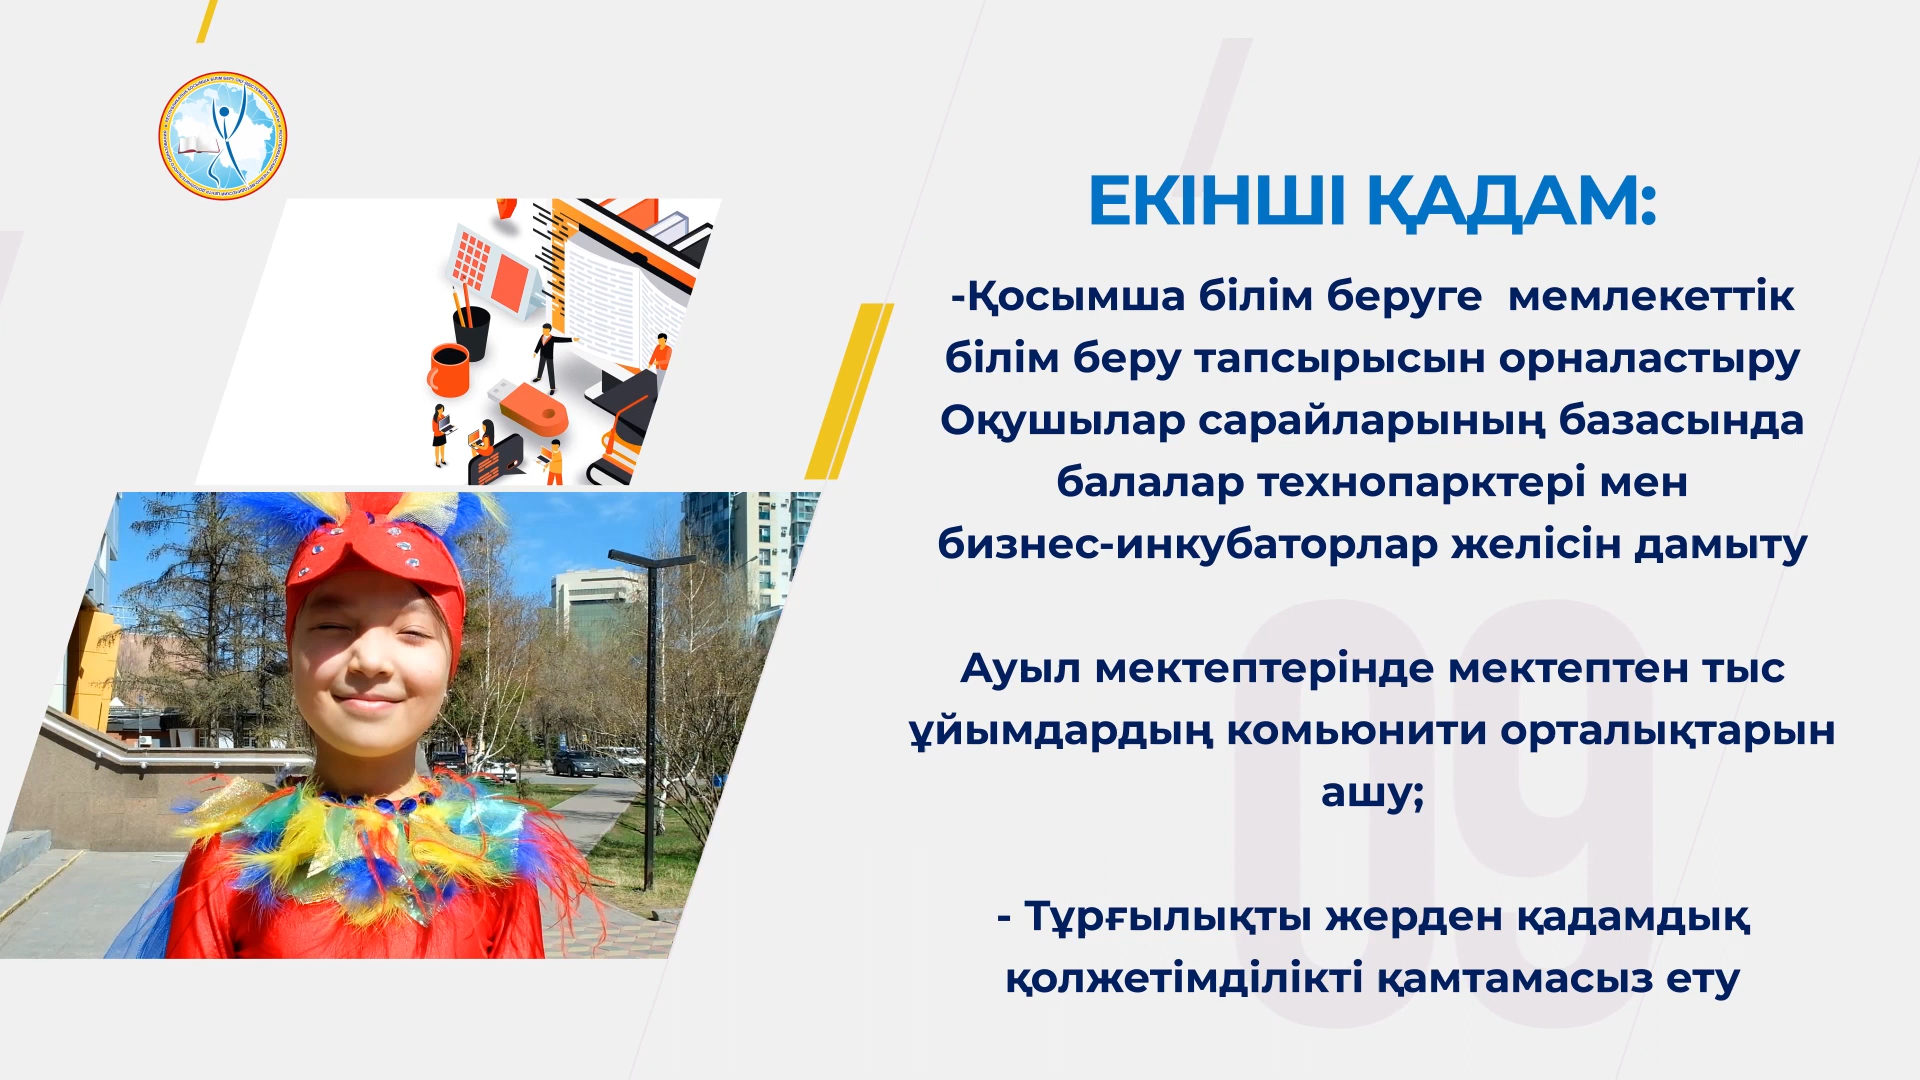 ЕКІНШІ ҚАДАМ:
-Қосымша білім беруге  мемлекеттік
білім беру тапсырысын орналастыру
Оқушылар сарайларының базасында
балалар технопарктері мен
бизнес-инкубаторлар желісін дамыту
Ауыл мектептерінде мектептен тыс
ұйымдардың комьюнити орталықтарын
ашу;
- Тұрғылықты жерден қадамдық
қолжетімділікті қамтамасыз ету
09